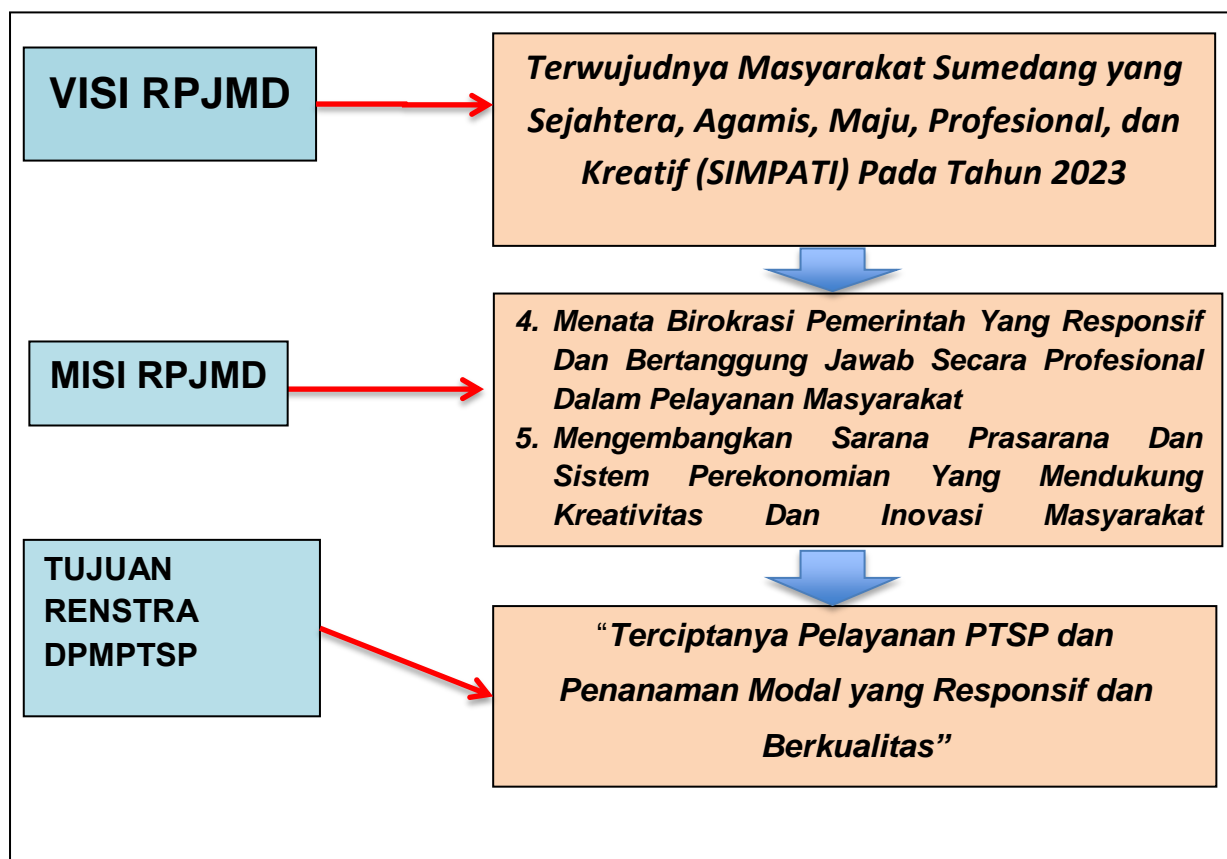 VISI RPJMD
Terwujudnya Masyarakat Sumedang yang
Sejahtera, Agamis, Maju, Profesional, dan
Kreatif (SIMPATI) Pada Tahun 2023
MISI RPJMD
4. Menata Birokrasi Pemerintah Yang Responsif
Dan Bertanggung Jawab Secara Profesional
Dalam Pelayanan Masyarakat
5. Mengembangkan Sarana Prasarana Dan
Sistem Perekonomian Yang Mendukung
Kreativitas Dan Inovasi Masyarakat
TUJUAN
RENSTRA
DPMPTSP
“Terciptanya Pelayanan PTSP dan
Penanaman Modal yang Responsif dan
Berkualitas”